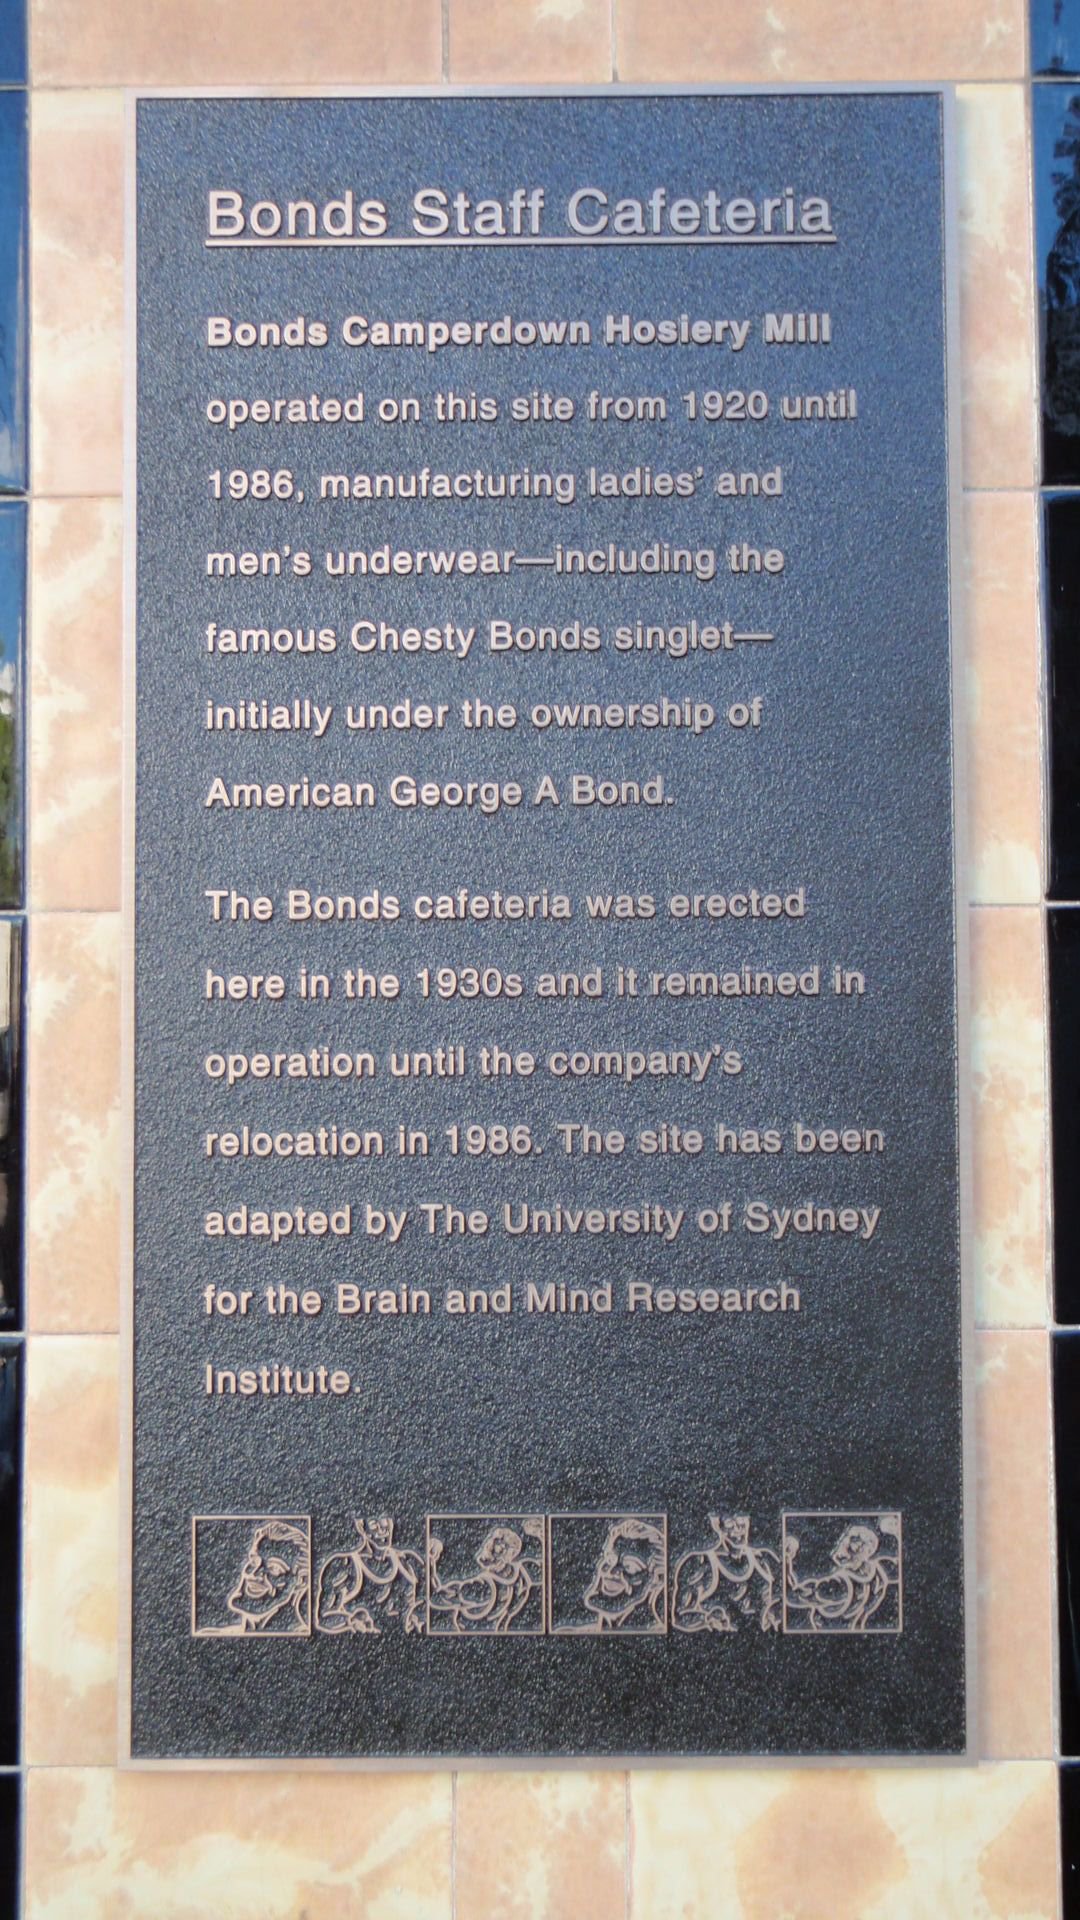 Bonds Staff Cafeteria
Bonds Camperdown Hosiery Mill
operated on this site from 1920 until
1986, manufacturing ladies’ and
men’s underwear—including the
famous Chesty Bonds singlet—
initially under the ownership of
American George A Bond.
The Bonds cafeteria was erected
here in the 1930s and it remained in
operation until the company’s
relocation in 1986. The site has been
adapted by The University of Sydney
for the Brain and Mind Research
Institute.